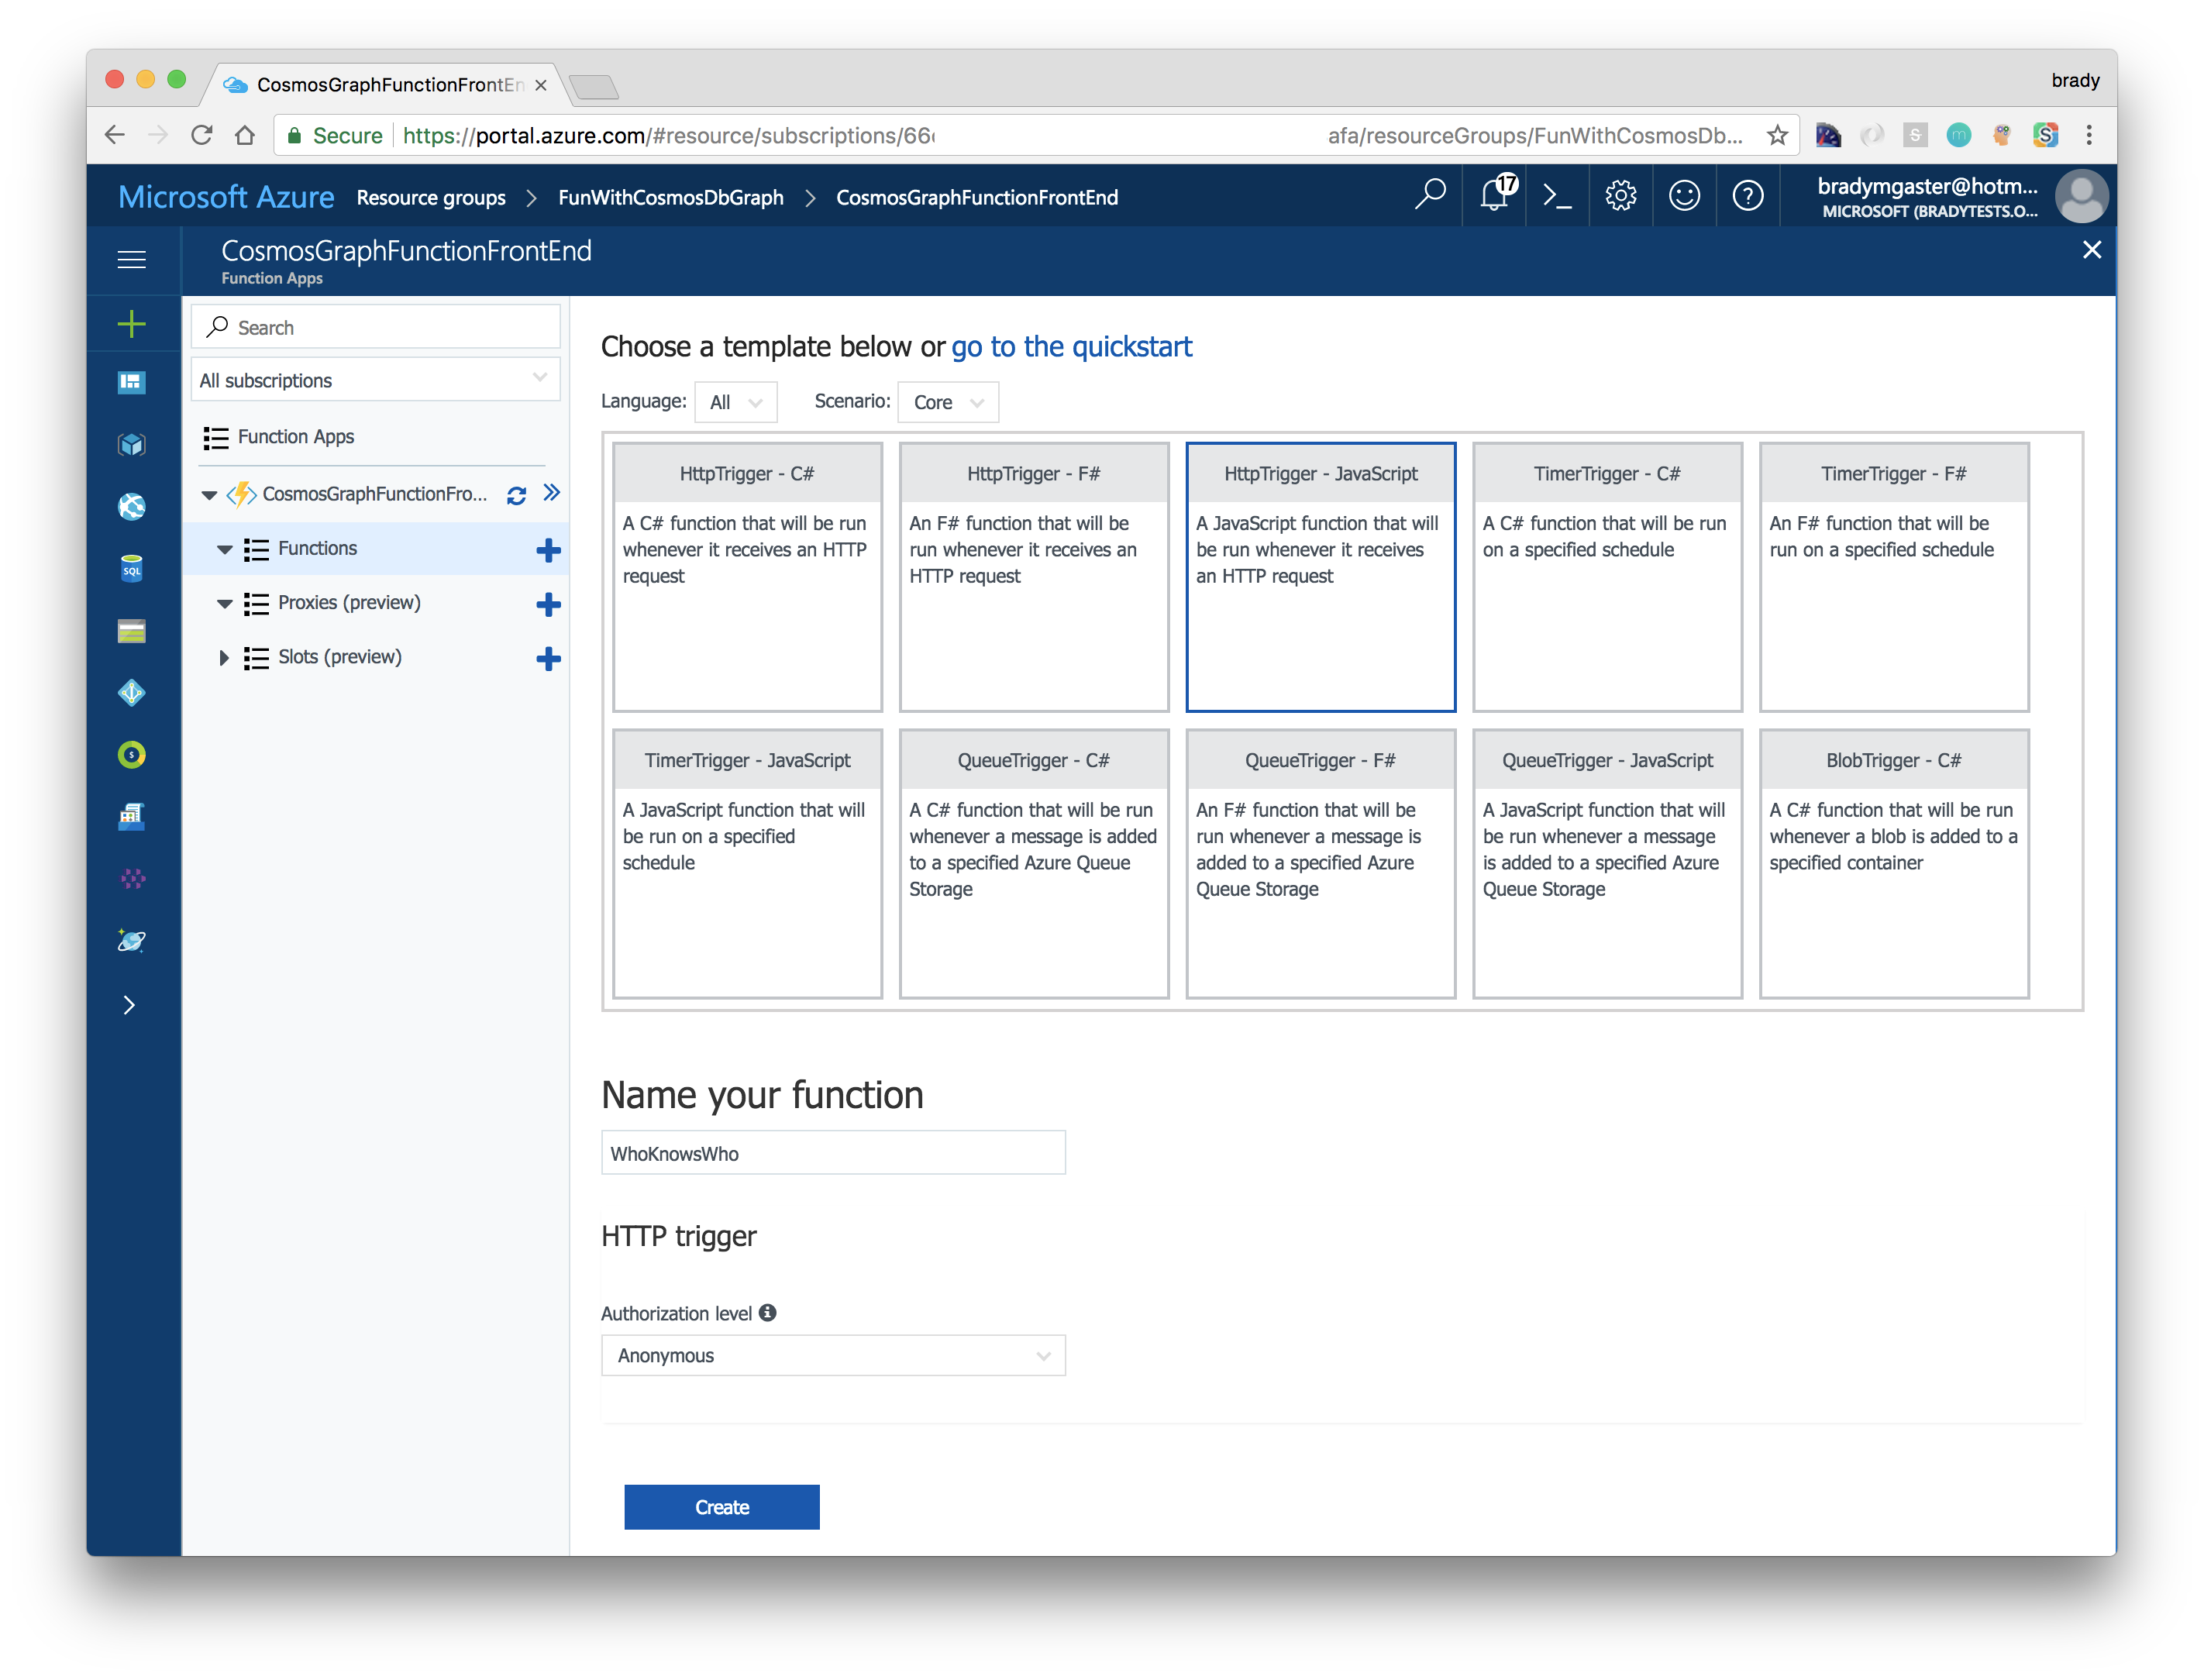 CosmosGraphFunctionFrontEn
brady
Secure https://portal.azure.com/#resource/subscriptions/66 afa/resourceGroups/FunWithCosmosDb...
Microsoft Azure Resource groups > FunWithCosmosDbGraph > CosmosGraphFunctionFrontEnd
17
bradymgaster@hotm...
MICROSOFT (BRADYTESTS.O...
CosmosGraphFunctionFrontEnd
Function Apps
Search
All subscriptions
Function Apps
CosmosGraphFunctionFro...
Functions
Proxies (preview)
Slots (preview)
SQL
Choose a template below or go to the quickstart
Language: All Scenario: Core
HttpTrigger - C#
A C# function that will be run
whenever it receives an HTTP
request
HttpTrigger - F#
An F# function that will be
run whenever it receives an
HTTP request
HttpTrigger - JavaScript
A JavaScript function that will
be run whenever it receives
an HTTP request
TimerTrigger - C#
A C# function that will be run
on a specified schedule
TimerTrigger - F#
An F# function that will be
run on a specified schedule
TimerTrigger - JavaScript
A JavaScript function that will
be run on a specified
schedule
QueueTrigger - C#
A C# function that will be run
whenever a message is added
to a specified Azure Queue
Storage
QueueTrigger - F#
An F# function that will be
run whenever a message is
added to a specified Azure
Queue Storage
QueueTrigger - JavaScript
A JavaScript function that will
be run whenever a message
is added to a specified Azure
Queue Storage
BlobTrigger - C#
A C# function that will be run
whenever a blob is added to a
specified container
Name your function
WhoKnowsWho
HTTP trigger
Authorization level
Anonymous
Create